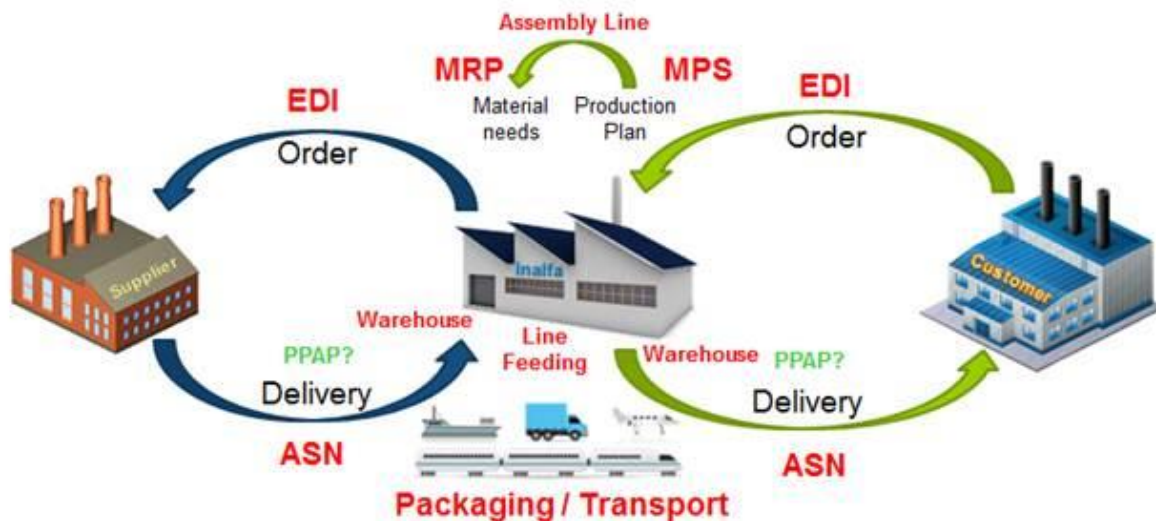 Assembly Line
MRP
MPS
EDI
Material
needs
Production
Plan
EDI
Order
Order
Supplier
Inalfa
Customer
Warehouse
Line
Feeding
Warehouse
PPAP?
PPAP?
Delivery
Delivery
ASN
ASN
Packaging / Transport